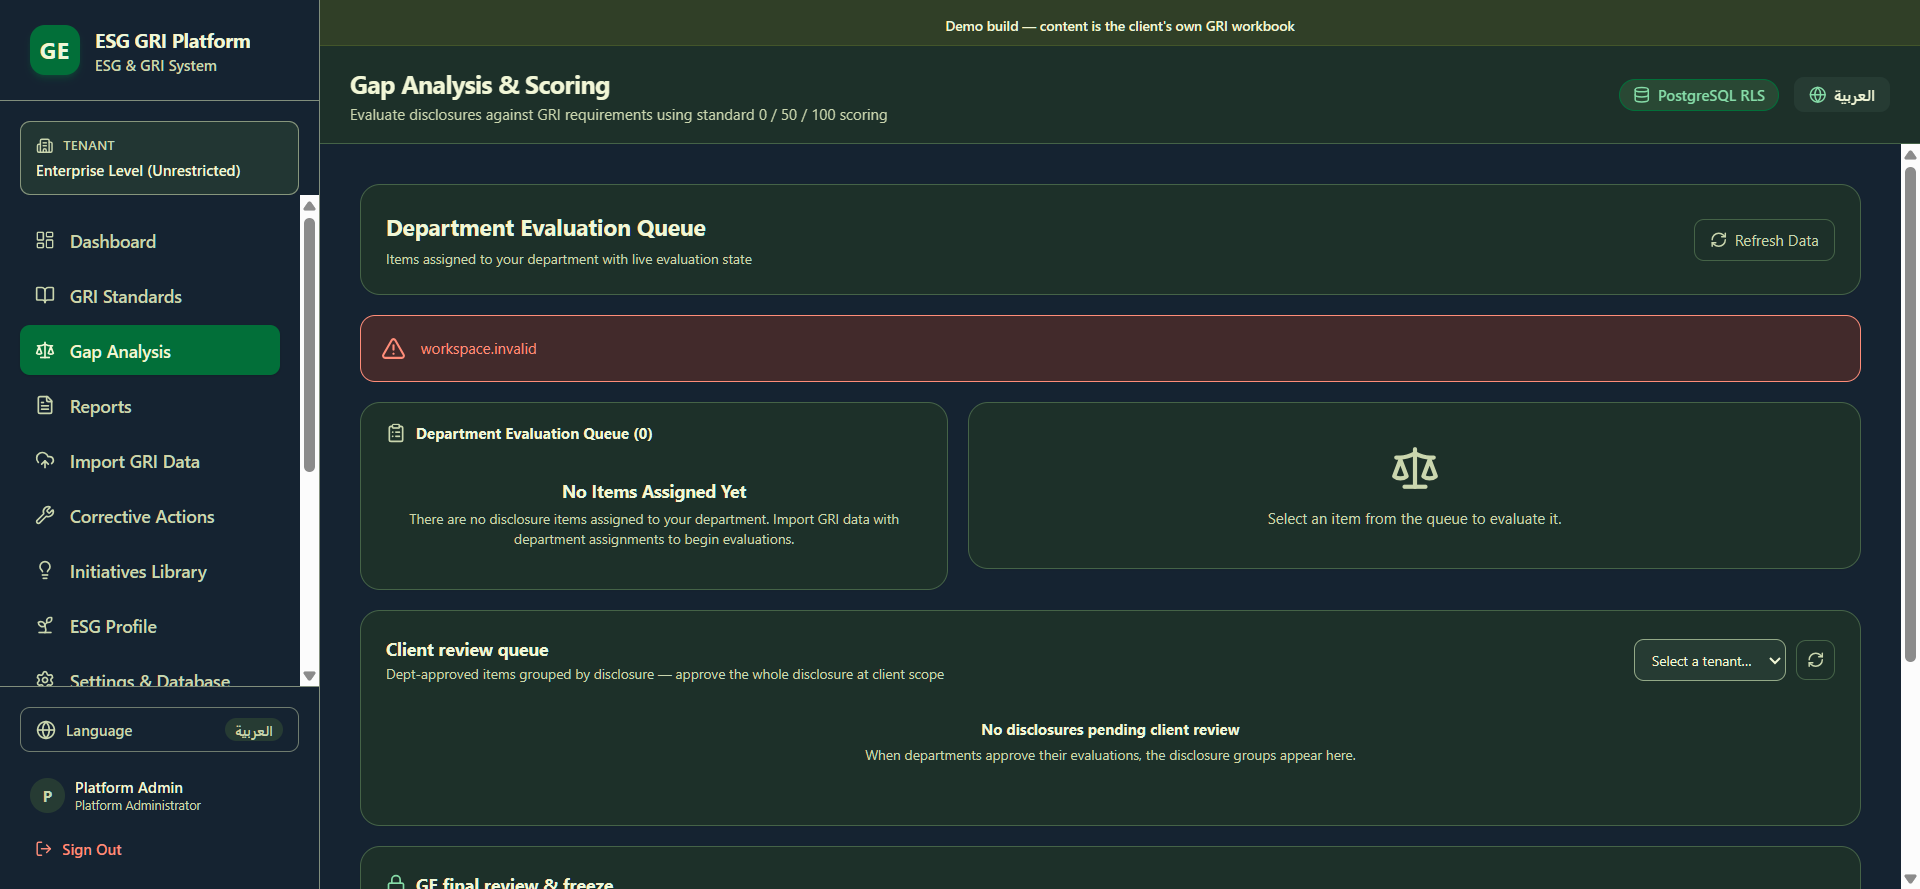 GE
ESG GRI Platform
ESG & GRI System
TENANT
Enterprise Level (Unrestricted)
Dashboard
GRI Standards
Gap Analysis
Reports
Import GRI Data
Corrective Actions
Initiatives Library
ESG Profile
Settings & Database
Language
العربية
P
Platform Admin
Platform Administrator
Sign Out
Demo build — content is the client's own GRI workbook
Gap Analysis & Scoring
Evaluate disclosures against GRI requirements using standard 0 / 50 / 100 scoring
PostgreSQL RLS
العربية
Department Evaluation Queue
Items assigned to your department with live evaluation state
Refresh Data
workspace.invalid
Department Evaluation Queue (0)
No Items Assigned Yet
There are no disclosure items assigned to your department. Import GRI data with
department assignments to begin evaluations.
Select an item from the queue to evaluate it.
Client review queue
Dept-approved items grouped by disclosure — approve the whole disclosure at client scope
Select a tenant...
No disclosures pending client review
When departments approve their evaluations, the disclosure groups appear here.
GE final review & freeze